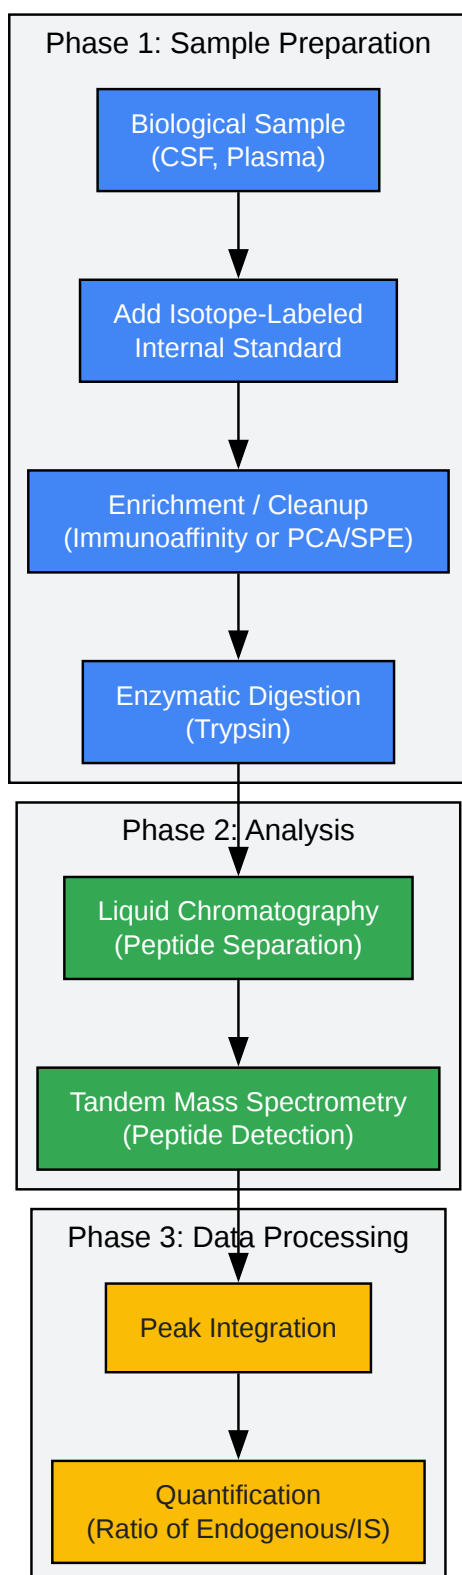 Phase 1: Sample Preparation
Biological Sample
(CSF, Plasma)
Add Isotope-Labeled
Internal Standard
Enrichment / Cleanup
(Immunoaffinity or PCA/SPE)
Enzymatic Digestion
(Trypsin)
Phase 2: Analysis
Liquid Chromatography
(Peptide Separation)
Tandem Mass Spectrometry
(Peptide Detection)
Phase 3: Data Processing
Peak Integration
Quantification
(Ratio of Endogenous/IS)